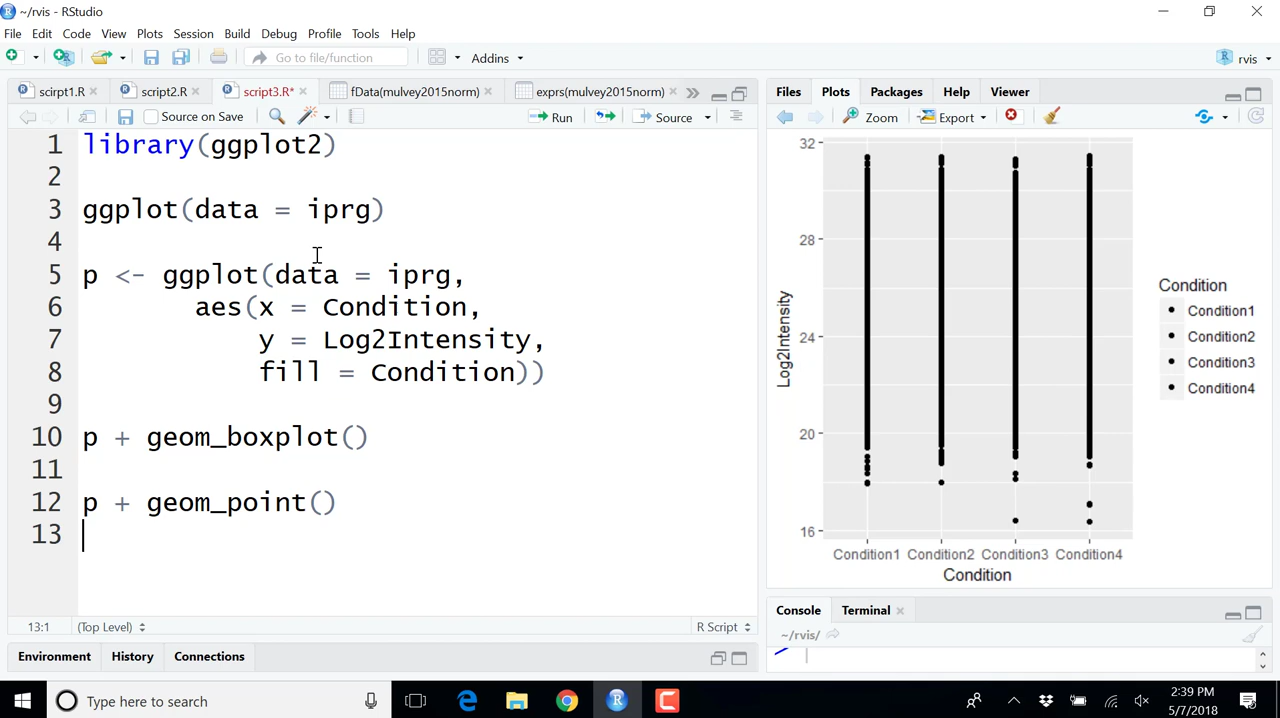 ~/rvis - RStudio
File Edit Code View Plots Session Build Debug Profile Tools Help
Go to file/function Addins rvis
scirpt1.R script2.R script3.R* fData(mulvey2015norm) exprs(mulvey2015norm)
Source on Save Run Source
1 library(ggplot2)
2
3 ggplot(data = iprg)
4
5 p <- ggplot(data = iprg,
6 aes(x = Condition,
7 y = Log2Intensity,
8 fill = Condition))
9
10 p + geom_boxplot()
11
12 p + geom_point()
13
13:1 (Top Level) R Script
Environment History Connections
Files Plots Packages Help Viewer
Zoom Export
32
28
24
20
16
Log2Intensity
Condition1 Condition2 Condition3 Condition4
Condition
Condition
Condition1
Condition2
Condition3
Condition4
Console Terminal
~/rvis/
Type here to search
2:39 PM
5/7/2018